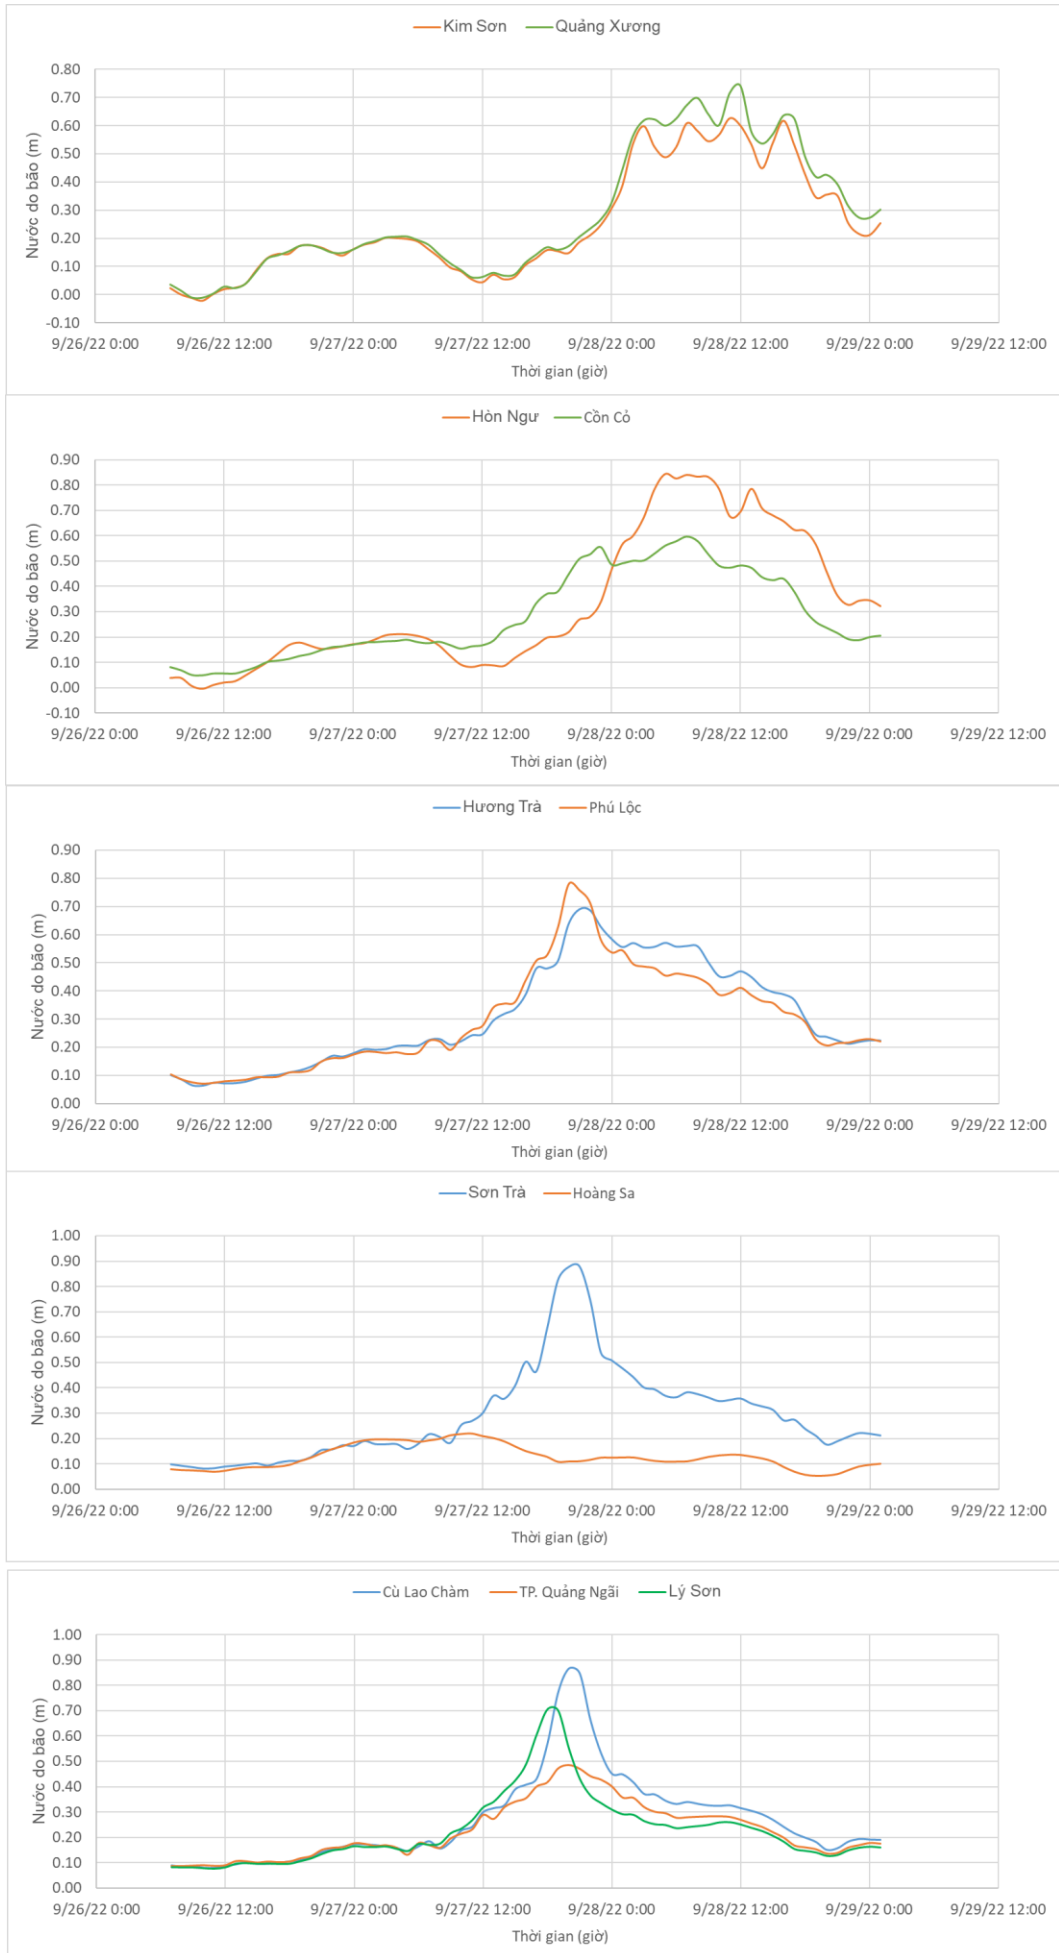 Kim Sơn Quảng Xương
Nước do bão (m)
0.80
0.70
0.60
0.50
0.40
0.30
0.20
0.10
0.00
-0.10
9/26/22 0:00 9/26/22 12:00 9/27/22 0:00 9/27/22 12:00 9/28/22 0:00 9/28/22 12:00 9/29/22 0:00 9/29/22 12:00
Thời gian (giờ)
Hòn Ngư Cồn Cỏ
Nước do bão (m)
0.90
0.80
0.70
0.60
0.50
0.40
0.30
0.20
0.10
0.00
-0.10
9/26/22 0:00 9/26/22 12:00 9/27/22 0:00 9/27/22 12:00 9/28/22 0:00 9/28/22 12:00 9/29/22 0:00 9/29/22 12:00
Thời gian (giờ)
Hương Trà Phú Lộc
Nước do bão (m)
0.90
0.80
0.70
0.60
0.50
0.40
0.30
0.20
0.10
0.00
9/26/22 0:00 9/26/22 12:00 9/27/22 0:00 9/27/22 12:00 9/28/22 0:00 9/28/22 12:00 9/29/22 0:00 9/29/22 12:00
Thời gian (giờ)
Sơn Trà Hoàng Sa
Nước do bão (m)
1.00
0.90
0.80
0.70
0.60
0.50
0.40
0.30
0.20
0.10
0.00
9/26/22 0:00 9/26/22 12:00 9/27/22 0:00 9/27/22 12:00 9/28/22 0:00 9/28/22 12:00 9/29/22 0:00 9/29/22 12:00
Thời gian (giờ)
Cù Lao Chàm TP. Quảng Ngãi Lý Sơn
Nước do bão (m)
1.00
0.90
0.80
0.70
0.60
0.50
0.40
0.30
0.20
0.10
0.00
9/26/22 0:00 9/26/22 12:00 9/27/22 0:00 9/27/22 12:00 9/28/22 0:00 9/28/22 12:00 9/29/22 0:00 9/29/22 12:00
Thời gian (giờ)